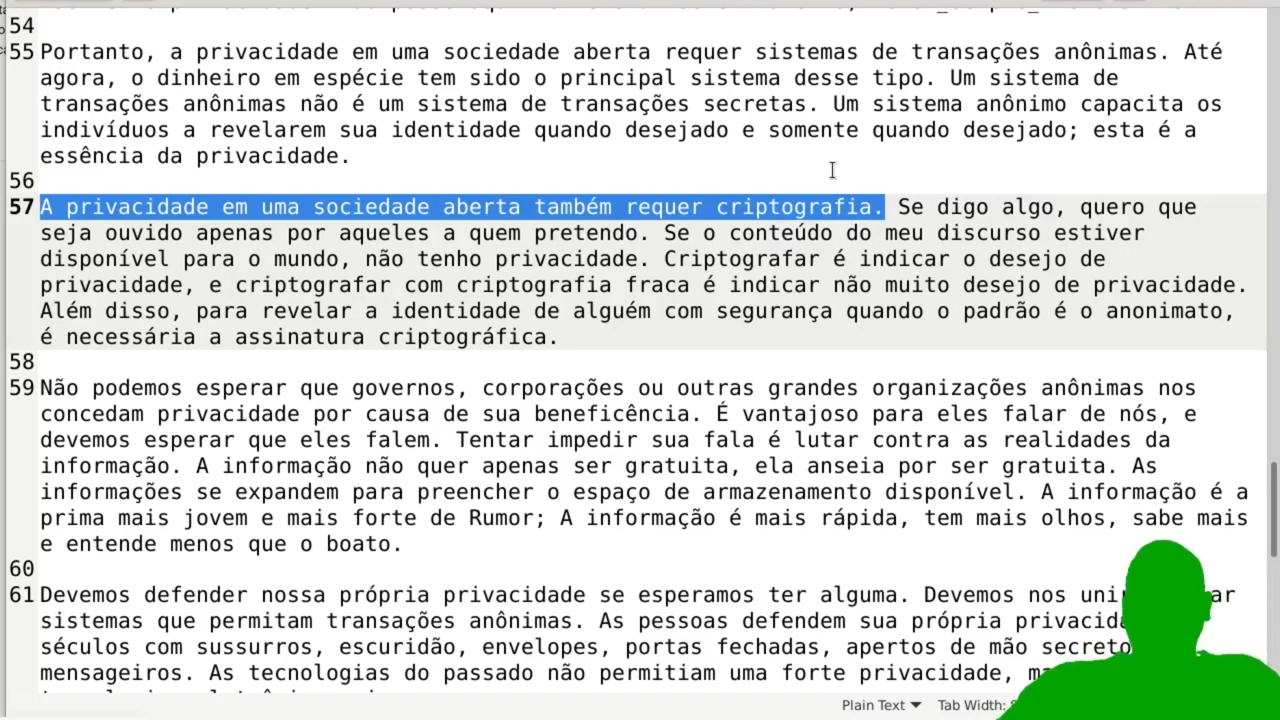 54
55 Portanto, a privacidade em uma sociedade aberta requer sistemas de transações anônimas. Até
agora, o dinheiro em espécie tem sido o principal sistema desse tipo. Um sistema de
transações anônimas não é um sistema de transações secretas. Um sistema anônimo capacita os
indivíduos a revelarem sua identidade quando desejado e somente quando desejado; esta é a
essência da privacidade.
56
57 A privacidade em uma sociedade aberta também requer criptografia. Se digo algo, quero que
seja ouvido apenas por aqueles a quem pretendo. Se o conteúdo do meu discurso estiver
disponível para o mundo, não tenho privacidade. Criptografar é indicar o desejo de
privacidade, e criptografar com criptografia fraca é indicar não muito desejo de privacidade.
Além disso, para revelar a identidade de alguém com segurança quando o padrão é o anonimato,
é necessária a assinatura criptográfica.
58
59 Não podemos esperar que governos, corporações ou outras grandes organizações anônimas nos
concedam privacidade por causa de sua beneficência. É vantajoso para eles falar de nós, e
devemos esperar que eles falem. Tentar impedir sua fala é lutar contra as realidades da
informação. A informação não quer apenas ser gratuita, ela anseia por ser gratuita. As
informações se expandem para preencher o espaço de armazenamento disponível. A informação é a
prima mais jovem e mais forte de Rumor; A informação é mais rápida, tem mais olhos, sabe mais
e entende menos que o boato.
60
61 Devemos defender nossa própria privacidade se esperamos ter alguma. Devemos nos
sistemas que permitam transações anônimas. As pessoas defendem sua própria
séculos com sussurros, escuridão, envelopes, portas fechadas, apertos de mão
mensageiros. As tecnologias do passado não permitiam uma forte privacidade,
Plain Text Tab Width: